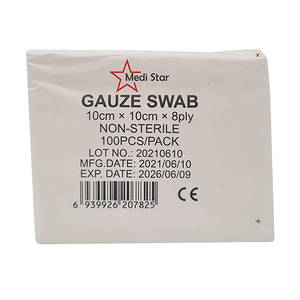 Medi Star
GAUZE SWAB
10cm × 10cm × 8ply
NON-STERILE
100PCS/PACK
LOT NO.: 20210610
MFG.DATE: 2021/06/10
EXP. DATE: 2026/06/09
CE
6 939926 207825